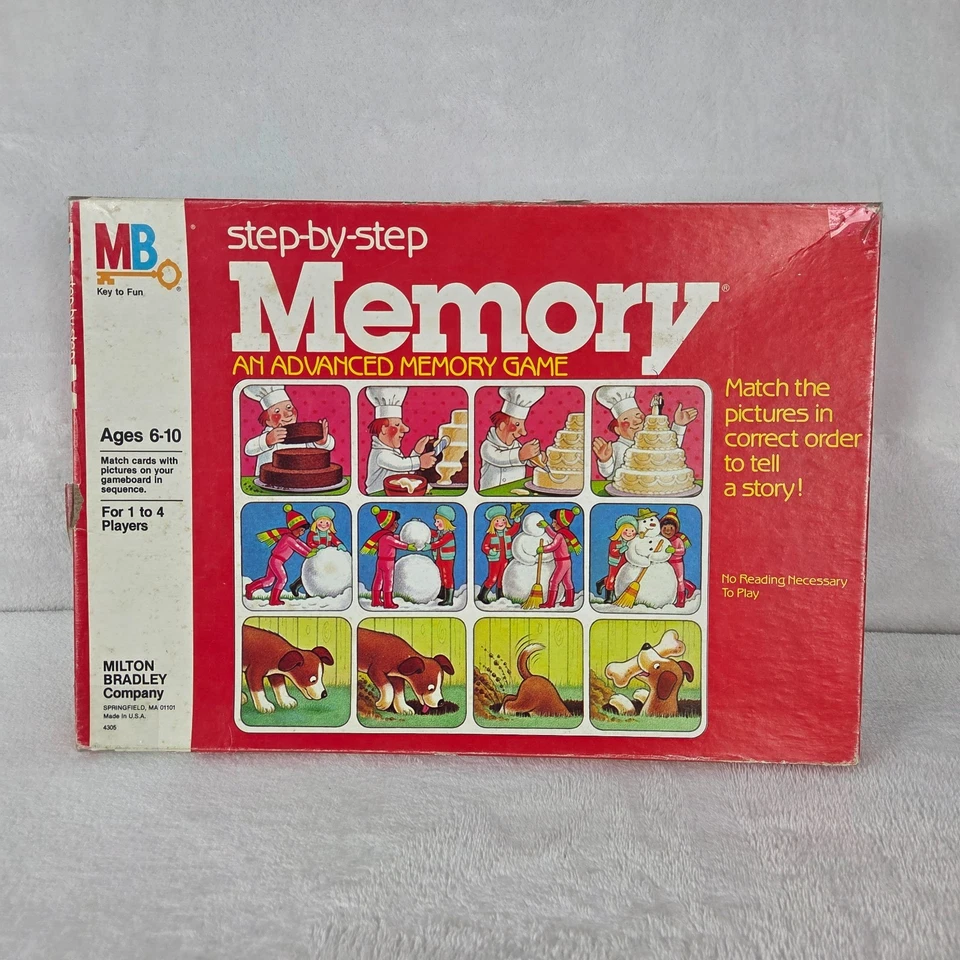 MB
®
Key to Fun
Ages 6-10
Match cards with
pictures on your
gameboard in
sequence.
For 1 to 4
Players
MILTON
BRADLEY
Company
SPRINGFIELD, MA 01101
Made in U.S.A.
4305
step-by-step
Memory®
AN ADVANCED MEMORY GAME
Match the
pictures in
correct order
to tell
a story!
No Reading Necessary
To Play